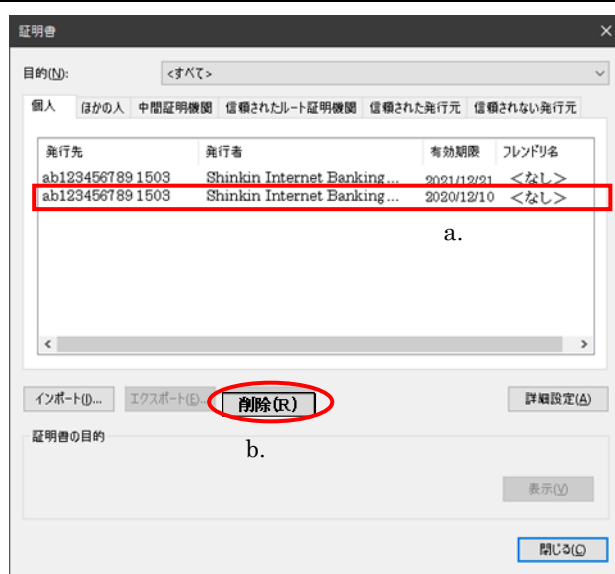 証明書
目的(N): <すべて>
個人 ほかの人 中間証明機関 信頼されたルート証明機関 信頼された発行元 信頼されない発行元
発行先 発行者 有効期限 フレンドリ名
ab123456789 1503 Shinkin Internet Banking... 2021/12/21 <なし>
ab123456789 1503 Shinkin Internet Banking... 2020/12/10 <なし>
a.
インポート(I)... エクスポート(E)... 削除(R) 詳細設定(A)
証明書の目的
b.
表示(V)
閉じる(C)